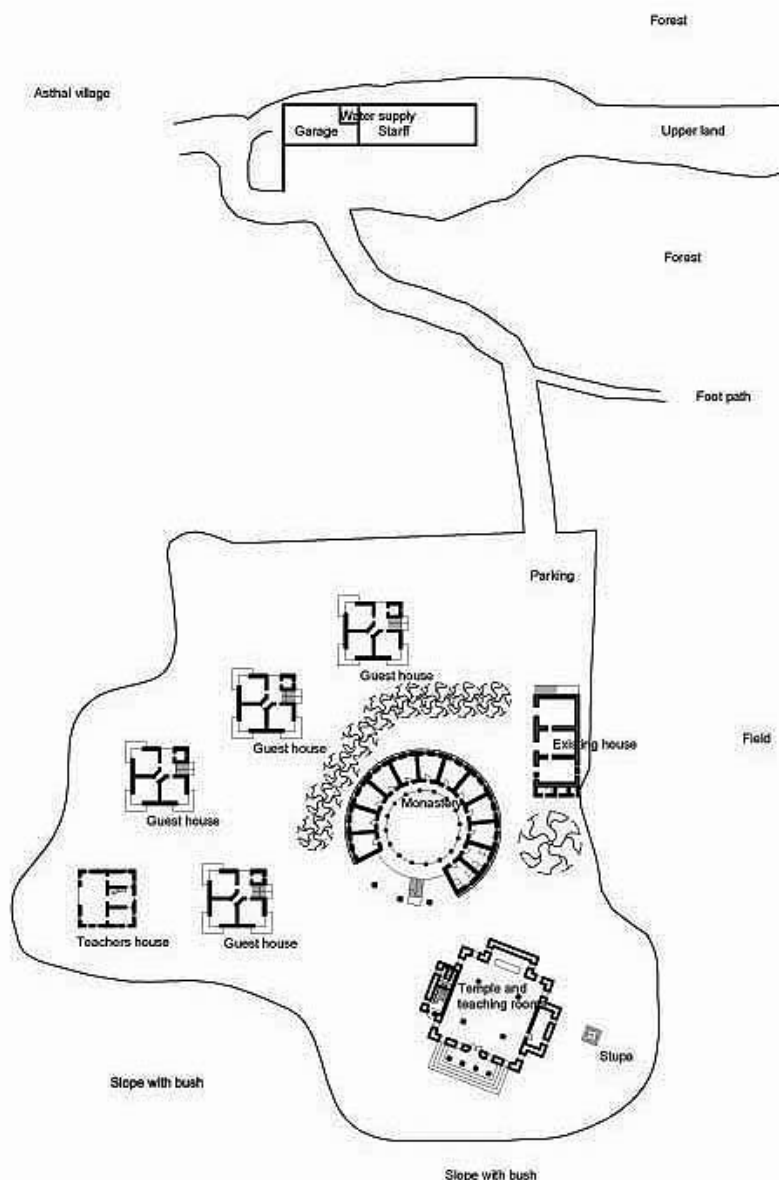 Forest
Asthal village
Water supply
Garage
Starff
Upper land
Forest
Foot path
Parking
Guest house
Guest house
Existing house
Field
Monastery
Guest house
Teachers house
Guest house
Temple and
teaching room
Stupa
Slope with bush
Slope with bush